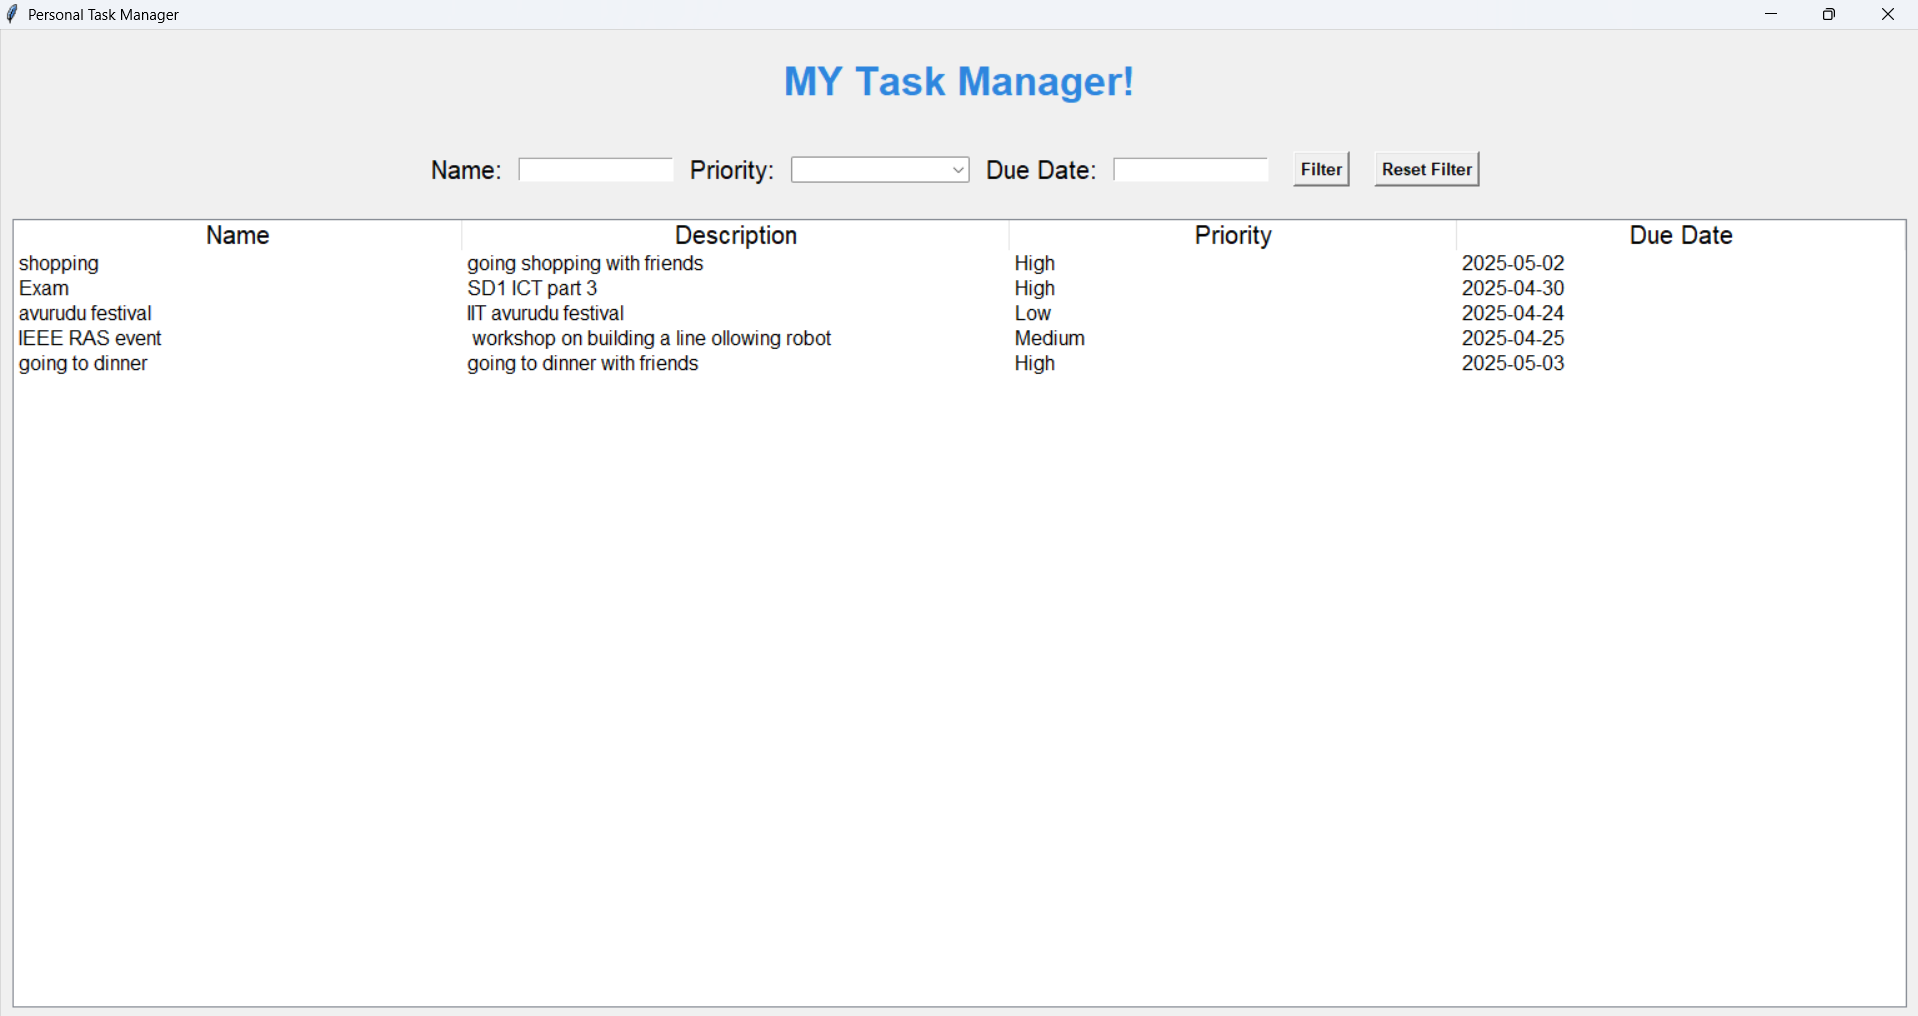 Personal Task Manager
MY Task Manager!
Name: Priority: Due Date: Filter Reset Filter
Name Description Priority Due Date
shopping going shopping with friends High 2025-05-02
Exam SD1 ICT part 3 High 2025-04-30
avurudu festival IIT avurudu festival Low 2025-04-24
IEEE RAS event workshop on building a line ollowing robot Medium 2025-04-25
going to dinner going to dinner with friends High 2025-05-03